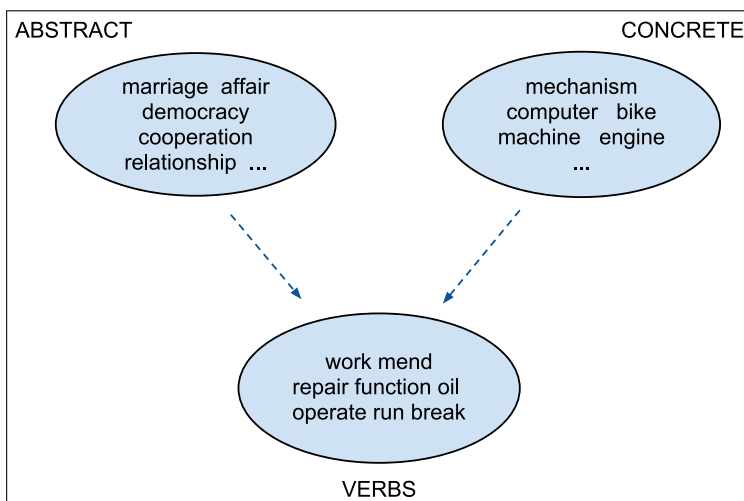 ABSTRACT
CONCRETE
marriage affair
democracy
cooperation
relationship ...
mechanism
computer bike
machine engine
...
work mend
repair function oil
operate run break
VERBS